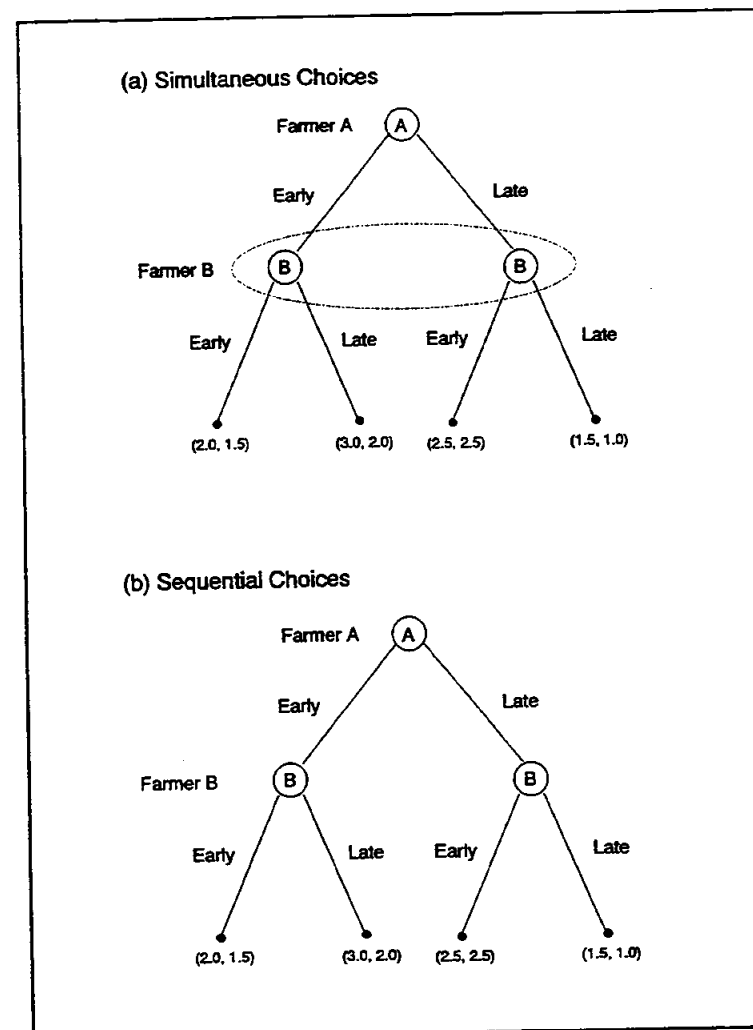 (a) Simultaneous Choices
Farmer A A
Early Late
Farmer B B B
Early Late Early Late
(2.0, 1.5) (3.0, 2.0) (2.5, 2.5) (1.5, 1.0)
(b) Sequential Choices
Farmer A A
Early Late
Farmer B B B
Early Late Early Late
(2.0, 1.5) (3.0, 2.0) (2.5, 2.5) (1.5, 1.0)